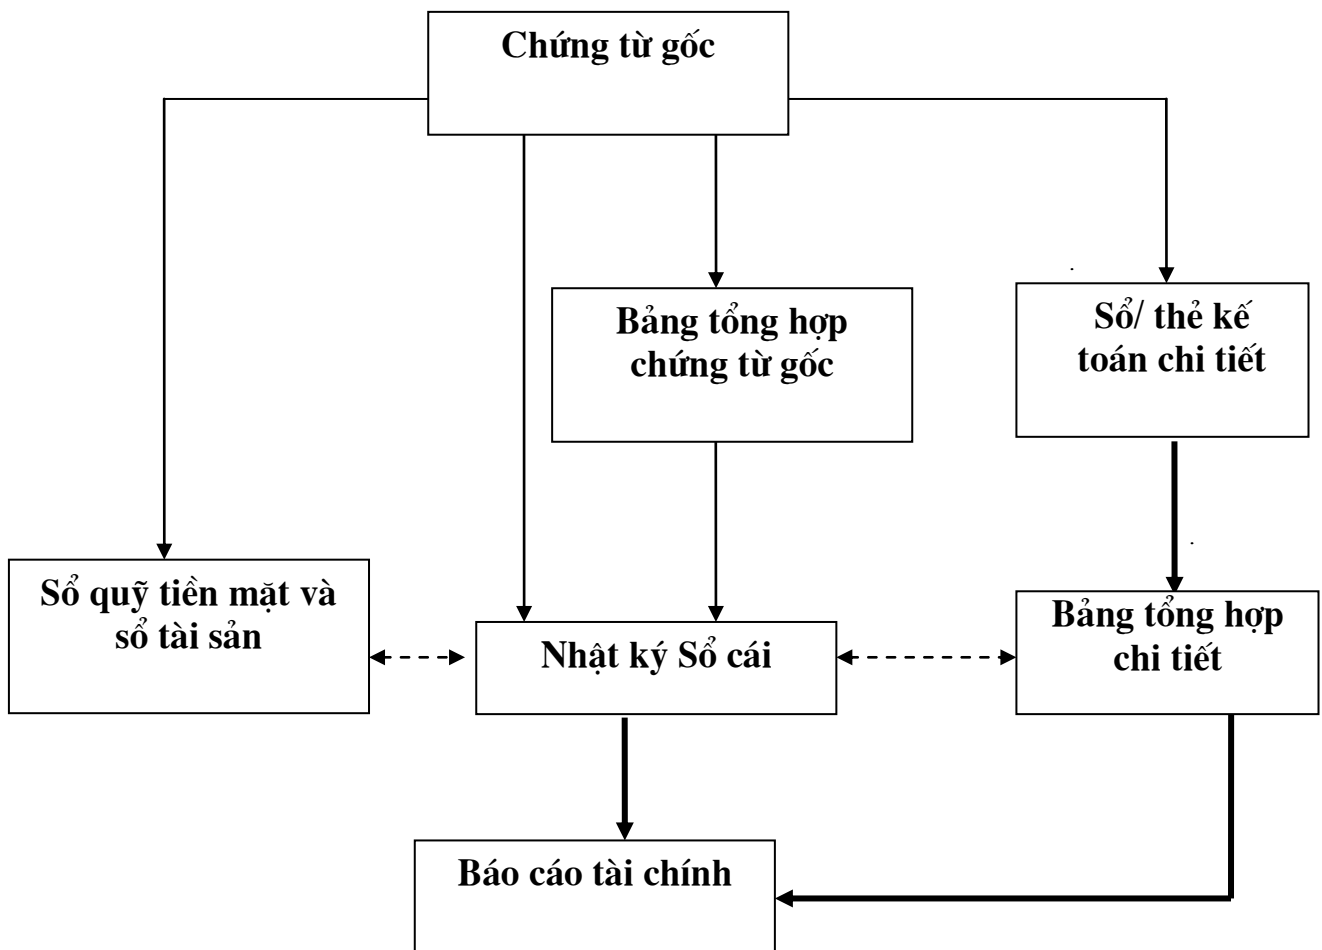 Chứng từ gốc
Bảng tổng hợp
chứng từ gốc
Sổ/ thẻ kế
toán chi tiết
Sổ quỹ tiền mặt và
sổ tài sản
Nhật ký Sổ cái
Bảng tổng hợp
chi tiết
Báo cáo tài chính